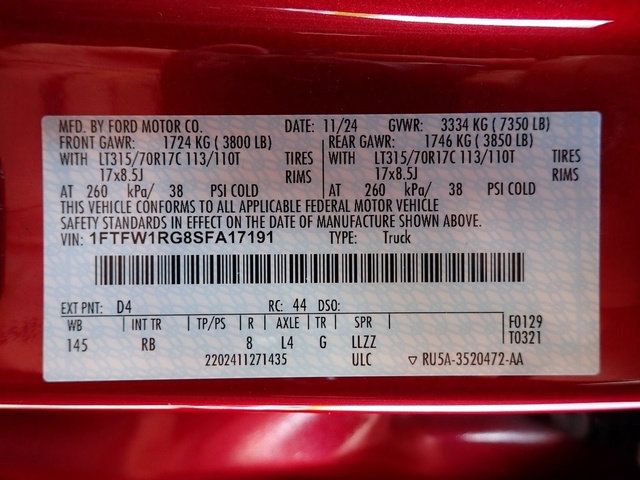 MFD. BY FORD MOTOR CO. DATE: 11/24 GVWR: 3334 KG ( 7350 LB)
FRONT GAWR: 1724 KG ( 3800 LB) REAR GAWR: 1746 KG ( 3850 LB)
WITH LT315/70R17C 113/110T TIRES LT315/70R17C 113/110T TIRES
17x8.5J RIMS WITH 17x8.5J RIMS
AT 260 kPa/ 38 PSI COLD AT 260 kPa/ 38 PSI COLD
THIS VEHICLE CONFORMS TO ALL APPLICABLE FEDERAL MOTOR VEHICLE
SAFETY STANDARDS IN EFFECT ON THE DATE OF MANUFACTURE SHOWN ABOVE.
VIN: 1FTFW1RG8SFA17191 TYPE: Truck
EXT PNT: D4 RC: 44 DSO:
WB | INT TR | TP/PS | R | AXLE | TR | SPR F0129
145 RB 8 L4 G LLZZ T0321
2202411271435 ULC ▽ RU5A-3520472-AA